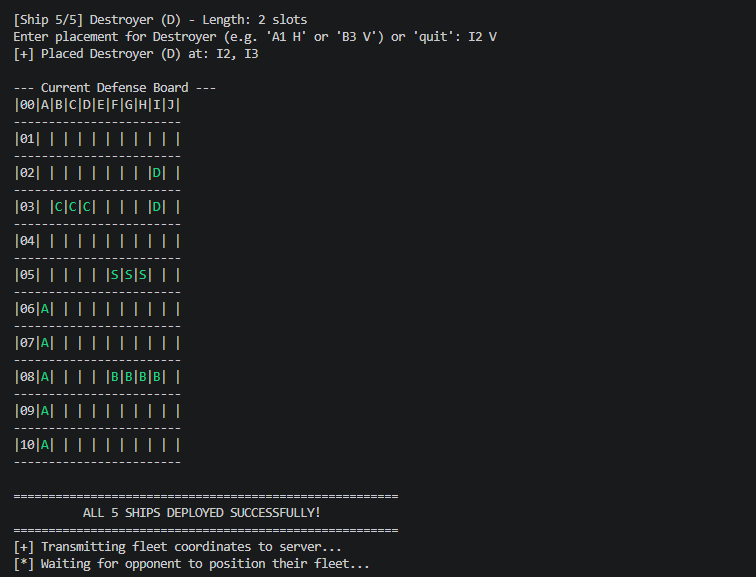 [Ship 5/5] Destroyer (D) - Length: 2 slots
Enter placement for Destroyer (e.g. 'A1 H' or 'B3 V') or 'quit': I2 V
[+] Placed Destroyer (D) at: I2, I3

--- Current Defense Board ---
|00|A|B|C|D|E|F|G|H|I|J|
------------------------
|01| | | | | | | | | | |
------------------------
|02| | | | | | | | |D| |
------------------------
|03| |C|C|C| | | | |D| |
------------------------
|04| | | | | | | | | | |
------------------------
|05| | | | | |S|S|S| | |
------------------------
|06|A| | | | | | | | | |
------------------------
|07|A| | | | | | | | | |
------------------------
|08|A| | | | |B|B|B|B| |
------------------------
|09|A| | | | | | | | | |
------------------------
|10|A| | | | | | | | | |
------------------------

=======================================================
          ALL 5 SHIPS DEPLOYED SUCCESSFULLY!
=======================================================
[+] Transmitting fleet coordinates to server...
[*] Waiting for opponent to position their fleet...